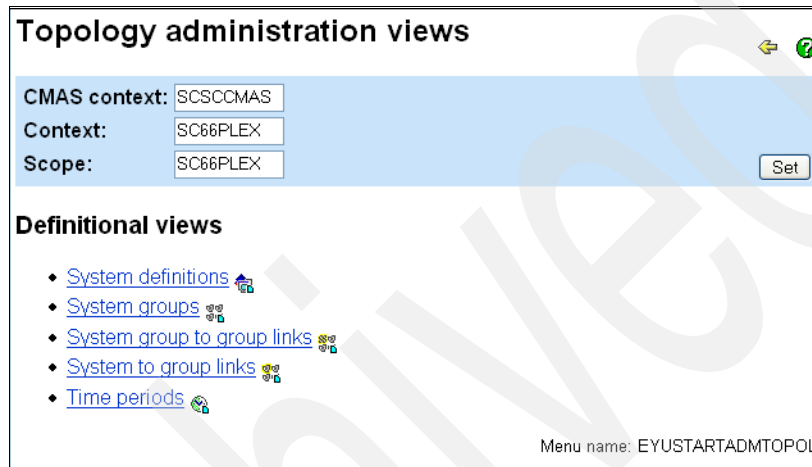 Topology administration views
CMAS context: SCSCCMAS
Context: SC66PLEX
Scope: SC66PLEX
Set
Definitional views
System definitions
System groups
System group to group links
System to group links
Time periods
Menu name: EYUSTARTADMTOPOL